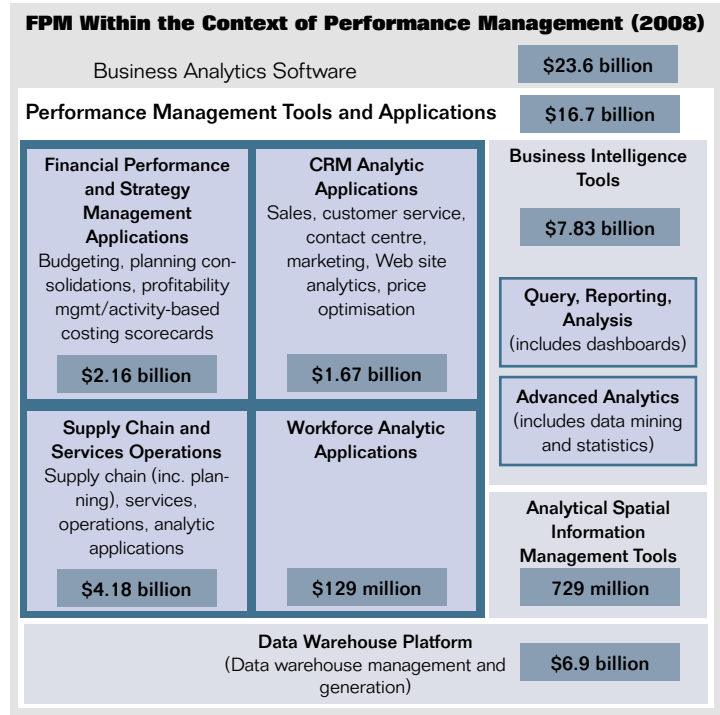 FPM Within the Context of Performance Management (2008)
Business Analytics Software
$23.6 billion
Performance Management Tools and Applications
$16.7 billion
Financial Performance
and Strategy
Management
Applications
Budgeting, planning con-
solidations, profitability
mgmt/activity-based
costing scorecards
$2.16 billion
CRM Analytic
Applications
Sales, customer service,
contact centre,
marketing, Web site
analytics, price
optimisation
$1.67 billion
Business Intelligence
Tools
$7.83 billion
Query, Reporting,
Analysis
(includes dashboards)
Advanced Analytics
(includes data mining
and statistics)
Supply Chain and
Services Operations
Supply chain (inc. plan-
ning), services,
operations, analytic
applications
$4.18 billion
Workforce Analytic
Applications
$129 million
Analytical Spatial
Information
Management Tools
729 million
Data Warehouse Platform
(Data warehouse management and
generation)
$6.9 billion